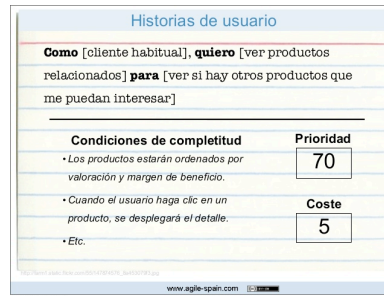 Historias de usuario
Como [cliente habitual], quiero [ver productos
relacionados] para [ver si hay otros productos que
me puedan interesar]
Condiciones de completitud
• Los productos estarán ordenados por
valoración y margen de beneficio.
• Cuando el usuario haga clic en un
producto, se desplegará el detalle.
• Etc.
Prioridad
70
Coste
5
www.agile-spain.com